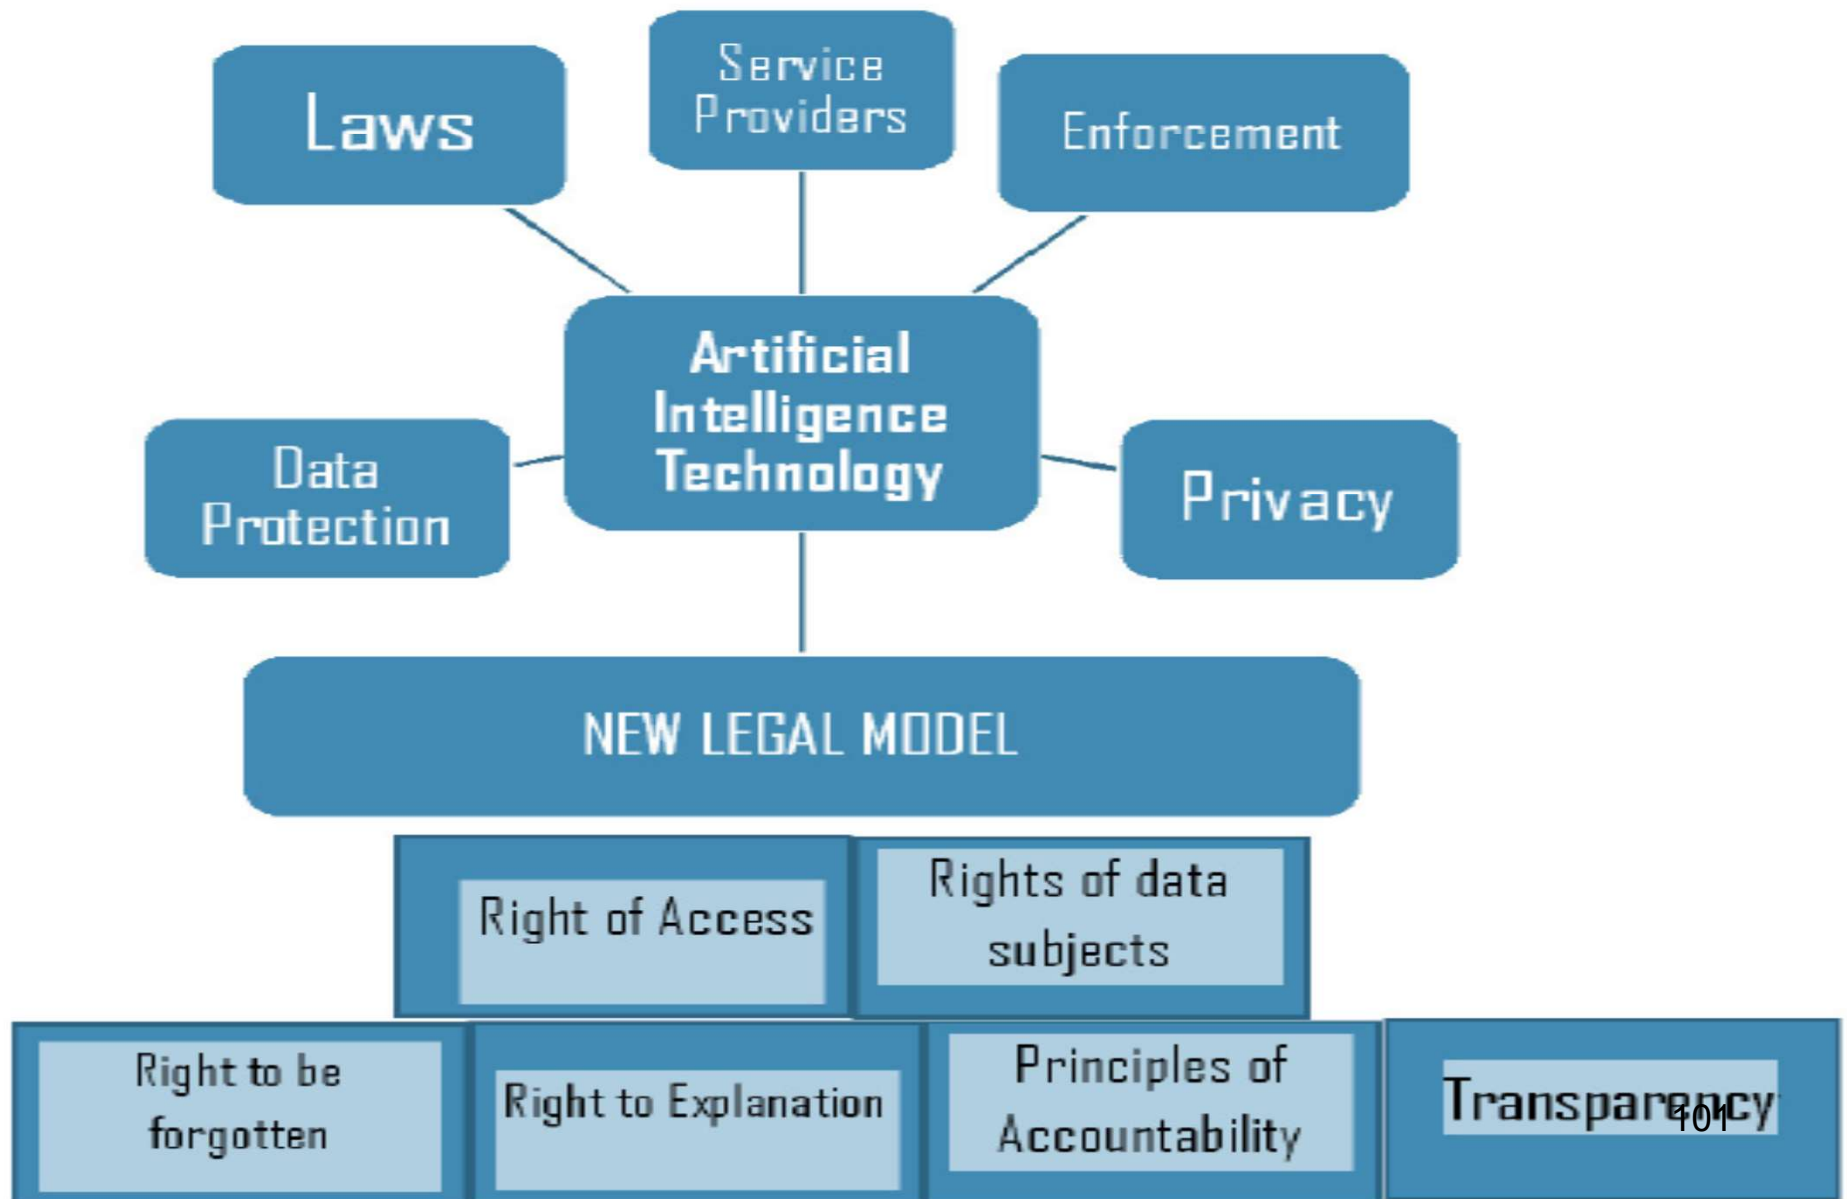 Laws
Service
Providers
Enforcement
Artificial
Intelligence
Technology
Data
Protection
Privacy
NEW LEGAL MODEL
Right of Access
Rights of data
subjects
Right to be
forgotten
Right to Explanation
Principles of
Accountability
Transparency
101